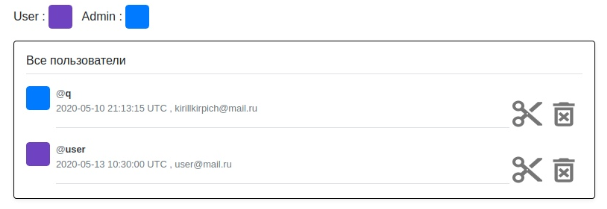 User : Admin :
Все пользователи
@q
2020-05-10 21:13:15 UTC , kirillkirpich@mail.ru
@user
2020-05-13 10:30:00 UTC , user@mail.ru